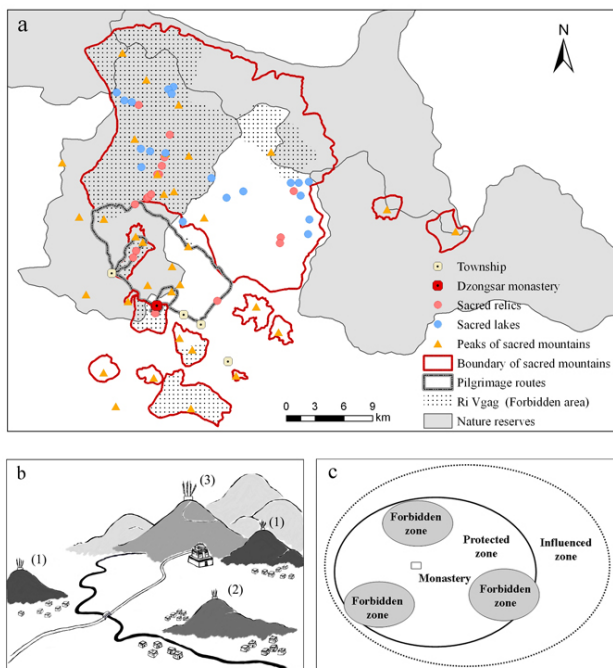 a
N
Township
Dzongsar monastery
Sacred relics
Sacred lakes
Peaks of sacred mountains
Boundary of sacred mountains
Pilgrimage routes
Ri Vgag (Forbidden area)
Nature reserves
0 3 6 9
km
b
(3)
(1)
(1)
(2)
c
Forbidden
zone
Protected
zone
Influenced
zone
Monastery
Forbidden
zone
Forbidden
zone